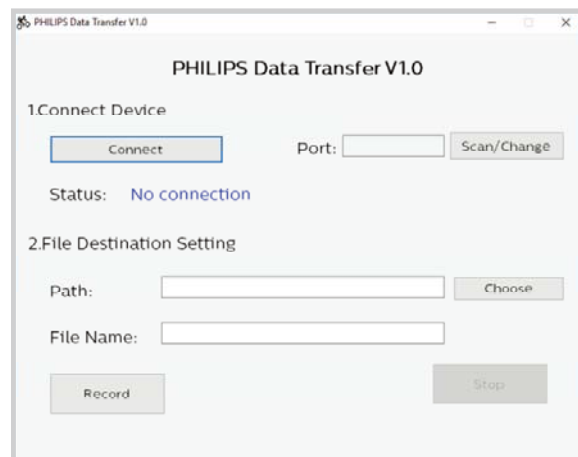 PHILIPS Data Transfer V1.0
PHILIPS Data Transfer V1.0
1.Connect Device
Connect Port: Scan/Change
Status: No connection
2.File Destination Setting
Path: Choose
File Name:
Record Stop